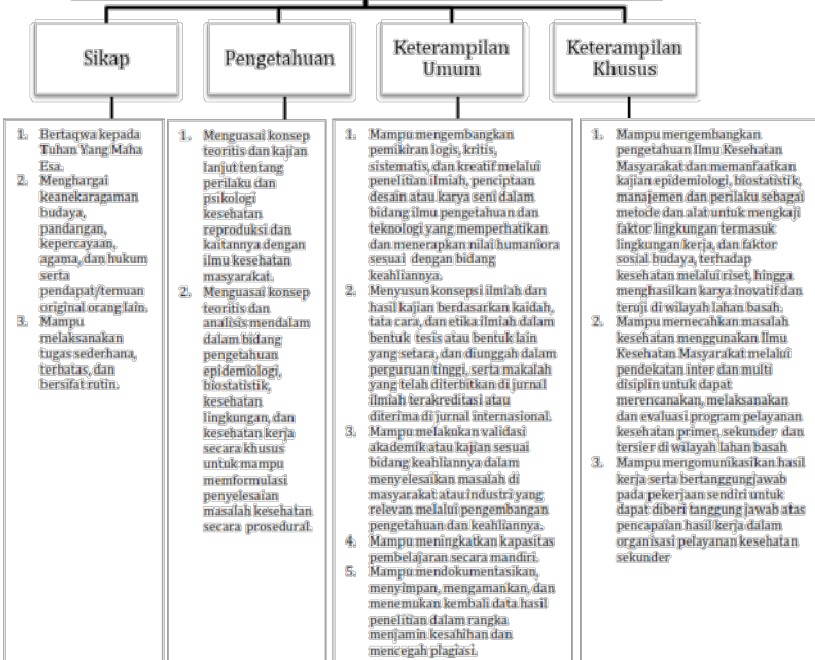 Sikap
1. Bertaqwa kepada
Tuhan Yang Maha
Esa.
2. Menghargai
keanekaragaman
budaya,
pandangan,
kepercayaan,
agama, dan hukum
serta
pendapat/temuan
original orang lain.
3. Mampu
melaksanakan
tugas sederhana,
terbatas, dan
bersifat rutin.
Pengetahuan
1. Menguasai konsep
teoritis dan kajian
lanjut tentang
perilaku dan
psikologi
kesehatan
reproduksi dan
kaitannya dengan
ilmu kesehatan
masyarakat.
2. Menguasai konsep
teoritis dan
analisis mendalam
dalam bidang
pengetahuan
epidemiologi,
biostatistik,
kesehatan
lingkungan, dan
kesehatan kerja
secara khusus
untuk mampu
memformulasi
penyelesaian
masalah kesehatan
secara prosedural.
Keterampilan
Umum
1. Mampu mengembangkan
pemikiran logis, kritis,
sistematis, dan kreatif melalui
penelitian ilmiah, penciptaan
desain atau karya seni dalam
bidang ilmu pengetahuan dan
teknologi yang memperhatikan
dan menerapkan nilai humaniora
sesuai dengan bidang
keahliannya.
2. Menyusun konsepsi ilmiah dan
hasil kajian berdasarkan kaidah,
tata cara, dan etika ilmiah dalam
bentuk tesis atau bentuk lain
yang setara, dan diunggah dalam
perguruan tinggi, serta makalah
yang telah diterbitkan di jurnal
ilmiah terakreditasi atau
diterima di jurnal internasional.
3. Mampu melakukan validasi
akademik atau kajian sesuai
bidang keahliannya dalam
menyelesaikan masalah di
masyarakat atau industri yang
relevan melalui pengembangan
pengetahuan dan keahliannya.
4. Mampu meningkatkan kapasitas
pembelajaran secara mandiri.
5. Mampu mendokumentasikan,
menyimpan, mengamankan, dan
menemukan kembali data hasil
penelitian dalam rangka
menjamin kesahihan dan
mencegah plagiasi.
Keterampilan
Khusus
1. Mampu mengembangkan
pengetahuan Ilmu Kesehatan
Masyarakat dan memanfaatkan
kajian epidemiologi, biostatistik,
manajemen dan perilaku sebagai
metode dan alat untuk mengkaji
faktor lingkungan termasuk
lingkungan kerja, dan faktor
sosial budaya, terhadap
kesehatan melalui riset, hingga
menghasilkan karya inovatif dan
teruji di wilayah lahan basah.
2. Mampu memecahkan masalah
kesehatan menggunakan Ilmu
Kesehatan Masyarakat melalui
pendekatan inter dan multi
disiplin untuk dapat
merencanakan, melaksanakan
dan evaluasi program pelayanan
kesehatan primer, sekunder dan
tersier di wilayah lahan basah
3. Mampu mengomunikasikan hasil
kerja serta bertanggungjawab
pada pekerjaan sendiri untuk
dapat diberi tanggung jawab atas
pencapaian hasil kerja dalam
organisasi pelayanan kesehatan
sekunder